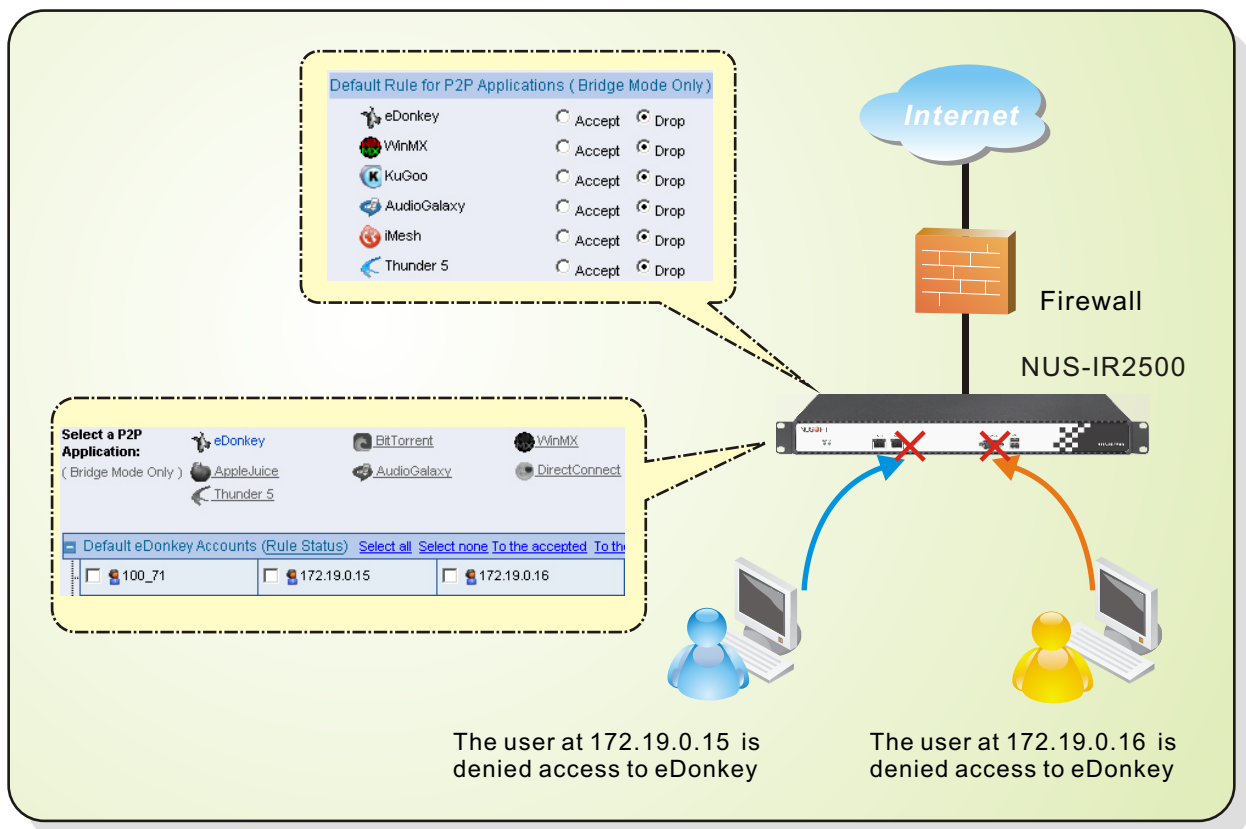 Default Rule for P2P Applications ( Bridge Mode Only )
eDonkey Accept Drop
WinMX Accept Drop
KuGoo Accept Drop
AudioGalaxy Accept Drop
iMesh Accept Drop
Thunder 5 Accept Drop
Internet
Firewall
NUS-IR2500
NUSOFT
Select a P2P
Application:
( Bridge Mode Only )
eDonkey BitTorrent WinMX
AppleJuice AudioGalaxy DirectConnect
Thunder 5
Default eDonkey Accounts (Rule Status) Select all Select none To the accepted To the
100_71 172.19.0.15 172.19.0.16
The user at 172.19.0.15 is
denied access to eDonkey
The user at 172.19.0.16 is
denied access to eDonkey